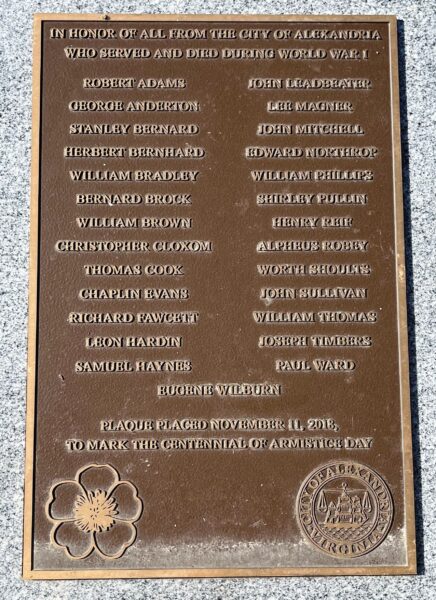 IN HONOR OF ALL FROM THE CITY OF ALEXANDRIA
WHO SERVED AND DIED DURING WORLD WAR I
ROBERT ADAMS
GEORGE ANDERTON
STANLEY BERNARD
HERBERT BERNHARD
WILLIAM BRADLEY
BERNARD BROCK
WILLIAM BROWN
CHRISTOPHER CLOXOM
THOMAS COOK
CHAPLIN EVANS
RICHARD FAWCETT
LEON HARDIN
SAMUEL HAYNES
JOHN LEADBEATER
LEE MAGNER
JOHN MITCHELL
EDWARD NORTHROP
WILLIAM PHILLIPS
SHIRLEY PULLIN
HENRY REIF
ALPHEUS ROBEY
WORTH SHOULTS
JOHN SULLIVAN
WILLIAM THOMAS
JOSEPH TIMBERS
PAUL WARD
EUGENE WILBURN
PLAQUE PLACED NOVEMBER 11, 2018,
TO MARK THE CENTENNIAL OF ARMISTICE DAY
CITY OF ALEXANDRIA
VIRGINIA